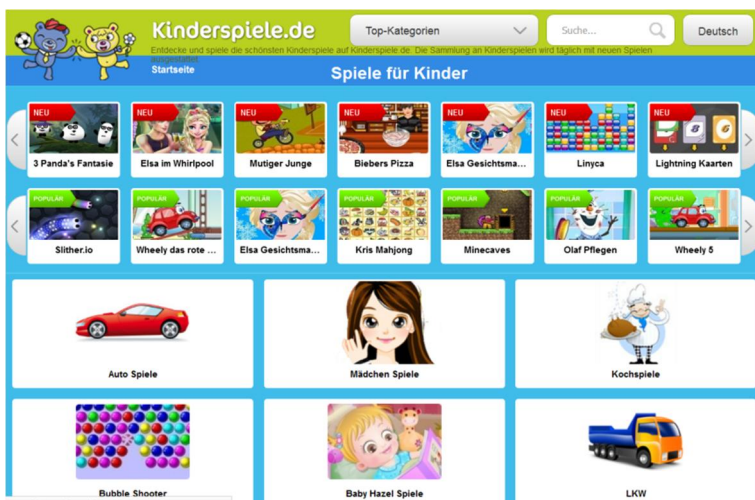 Kinderspiele.de
Top-Kategorien
Suche...
Deutsch
Entdecke und spiele die schönsten Kinderspiele auf Kinderspiele.de. Die Sammlung an Kinderspielen wird täglich mit neuen Spielen
ausgestattet.
Startseite
Spiele für Kinder
NEU NEU NEU NEU NEU NEU NEU
3 Panda's Fantasie Elsa im Whirlpool Mutiger Junge Biebers Pizza Elsa Gesichtsma... Linyca Lightning Kaarten
POPULÄR POPULÄR POPULÄR POPULÄR POPULÄR POPULÄR POPULÄR
Slither.io Wheely das rote ... Elsa Gesichtsma... Kris Mahjong Minecaves Olaf Pflegen Wheely 5
Auto Spiele Mädchen Spiele Kochspiele
Bubble Shooter Baby Hazel Spiele LKW